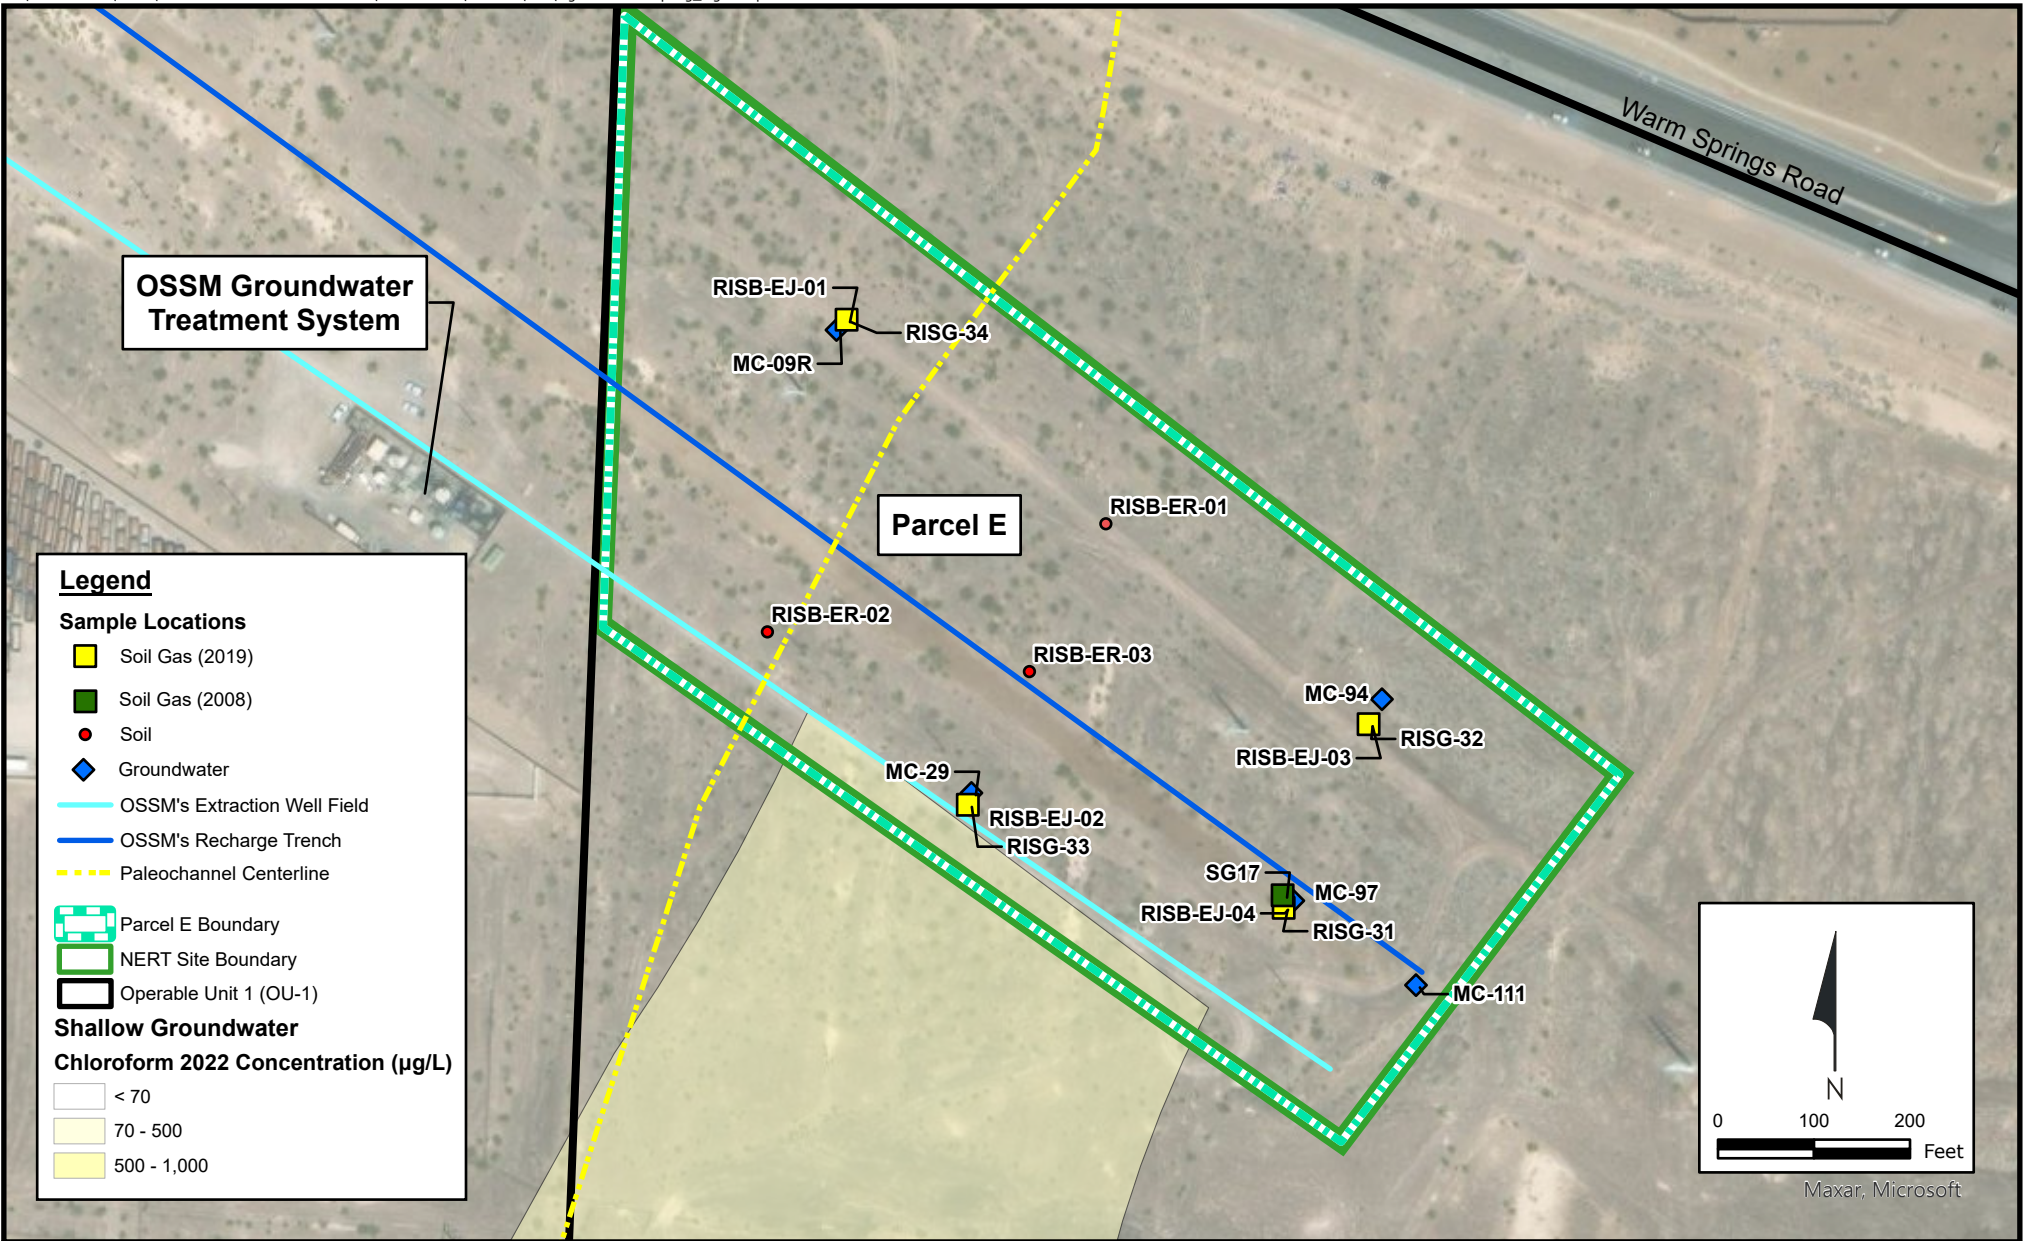 Warm Springs Road
OSSM Groundwater
Treatment System
RISB-EJ-01
RISG-34
MC-09R
Parcel E
RISB-ER-01
RISB-ER-02
RISB-ER-03
MC-94
RISG-32
RISB-EJ-03
MC-29
RISB-EJ-02
RISG-33
SG17
MC-97
RISB-EJ-04
RISG-31
MC-111
Legend
Sample Locations
Soil Gas (2019)
Soil Gas (2008)
Soil
Groundwater
OSSM's Extraction Well Field
OSSM's Recharge Trench
Paleochannel Centerline
Parcel E Boundary
NERT Site Boundary
Operable Unit 1 (OU-1)
Shallow Groundwater
Chloroform 2022 Concentration (µg/L)
< 70
70 - 500
500 - 1,000
N
0 100 200
Feet
Maxar, Microsoft